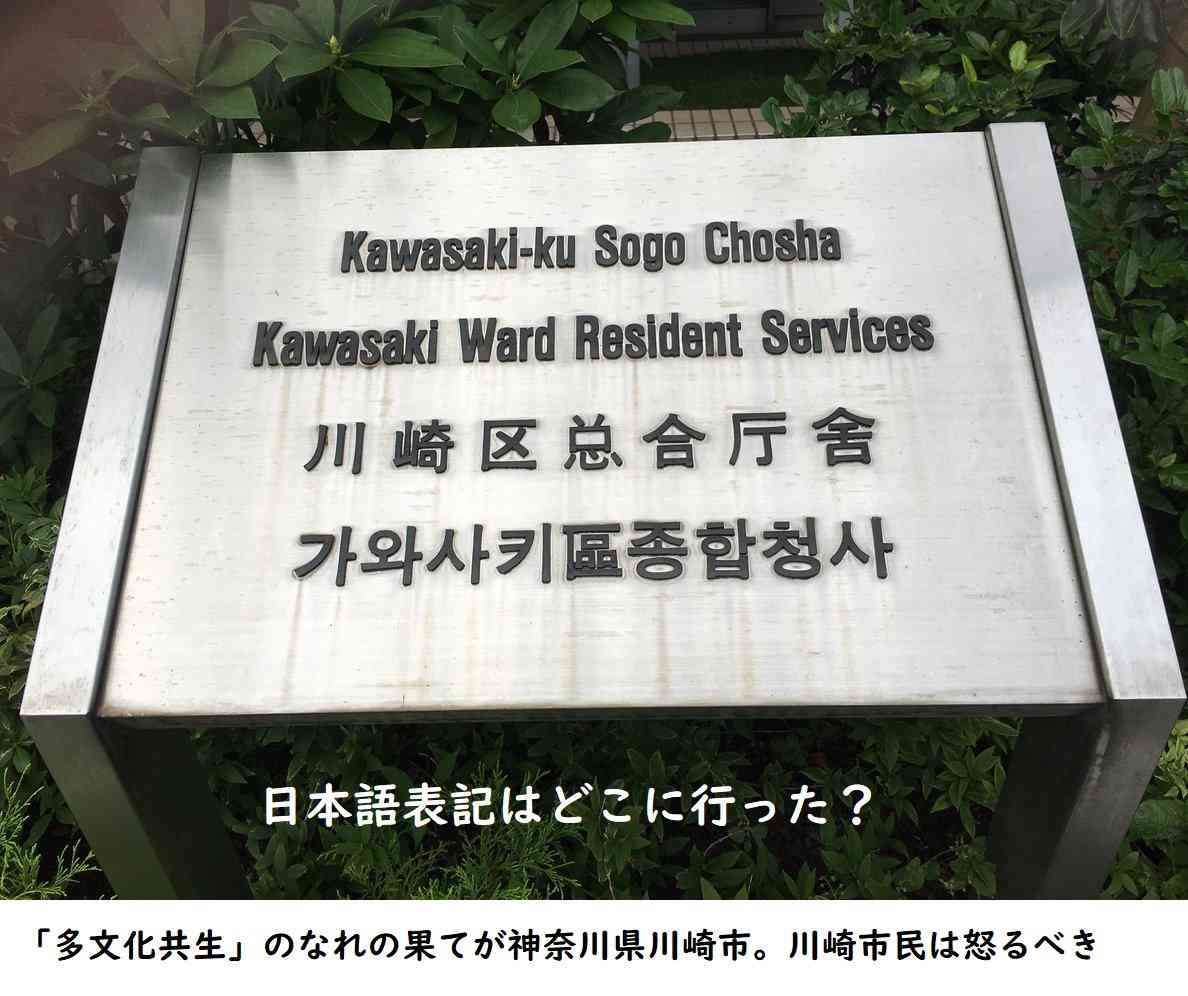 Kawasaki-ku Sogo Chosha
Kawasaki Ward Resident Services
川崎区总合厅舍
가와사키區종합청사
日本語表記はどこに行った？
「多文化共生」のなれの果てが神奈川県川崎市。川崎市民は怒るべき